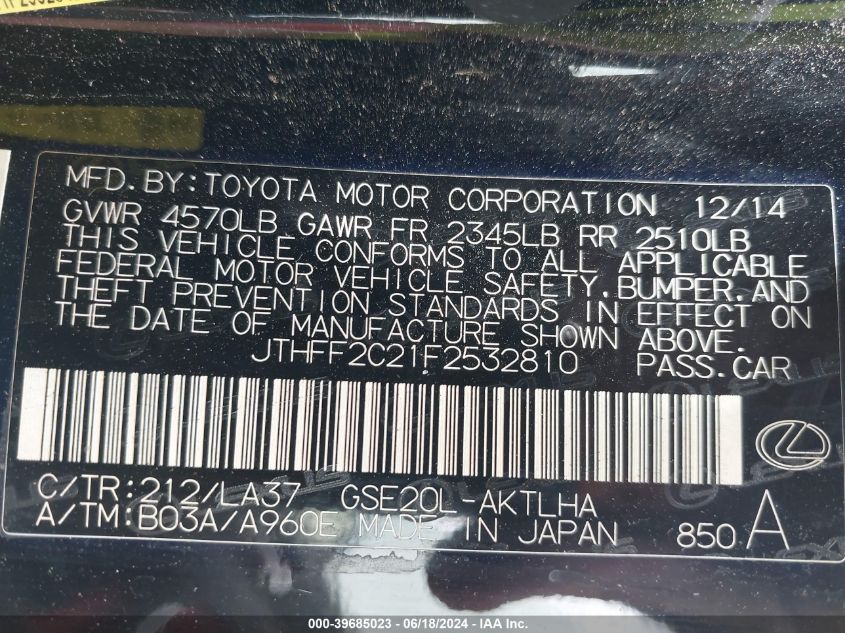 MFD. BY: TOYOTA MOTOR CORPORATION 12/14
GVWR 4570LB GAWR FR 2345LB RR 2510LB
THIS VEHICLE CONFORMS TO ALL APPLICABLE
FEDERAL MOTOR VEHICLE SAFETY, BUMPER, AND
THEFT PREVENTION STANDARDS IN EFFECT ON
THE DATE OF MANUFACTURE SHOWN ABOVE.
JTHFF2C21F2532810 PASS. CAR
C/TR: 212/LA37 GSE20L-AKTLHA
A/TM: B03A/A960E MADE IN JAPAN 850 A
000-39685023 - 06/18/2024 - IAA Inc.